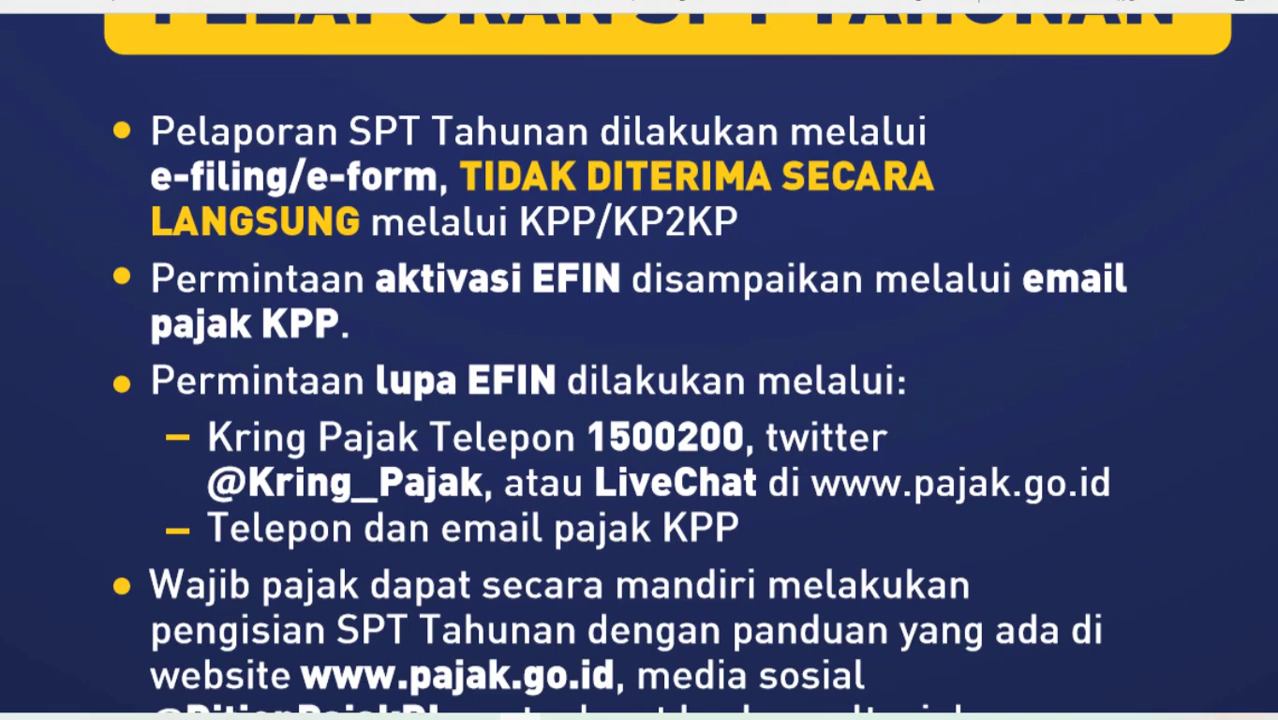 PELAPORAN SPT TAHUNAN
• Pelaporan SPT Tahunan dilakukan melalui
e-filing/e-form, TIDAK DITERIMA SECARA
LANGSUNG melalui KPP/KP2KP
• Permintaan aktivasi EFIN disampaikan melalui email
pajak KPP.
• Permintaan lupa EFIN dilakukan melalui:
– Kring Pajak Telepon 1500200, twitter
@Kring_Pajak, atau LiveChat di www.pajak.go.id
– Telepon dan email pajak KPP
• Wajib pajak dapat secara mandiri melakukan
pengisian SPT Tahunan dengan panduan yang ada di
website www.pajak.go.id, media sosial